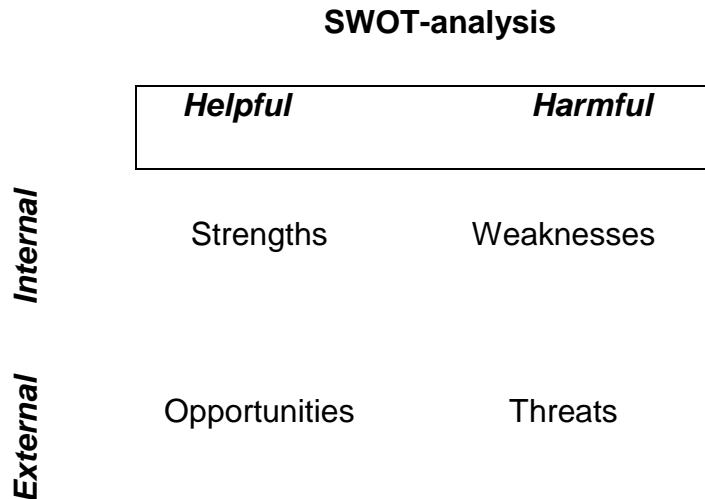 SWOT-analysis
Helpful Harmful
Internal
Strengths Weaknesses
External
Opportunities Threats